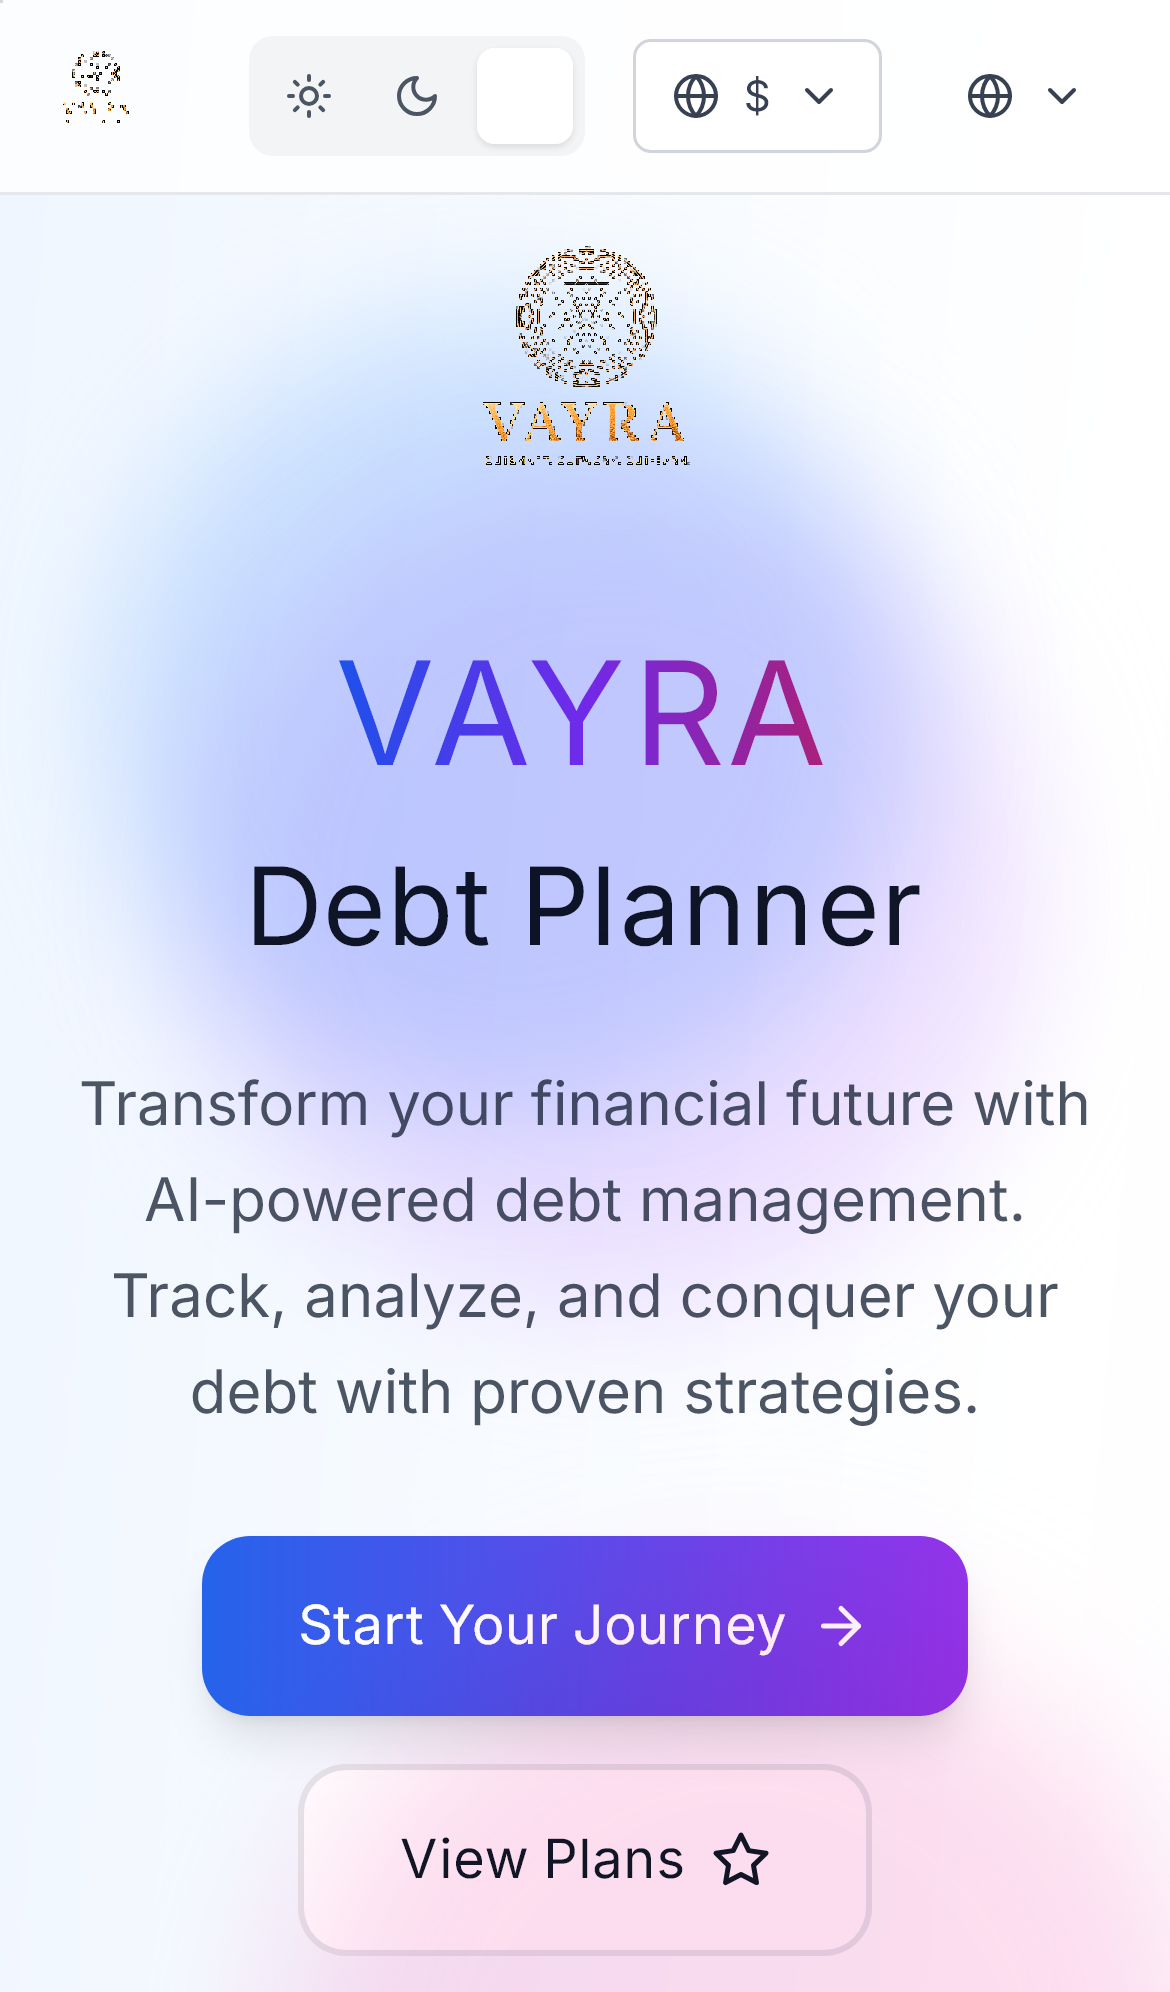 $
VAYRA
VAYRA
Debt Planner
Transform your financial future with
AI-powered debt management.
Track, analyze, and conquer your
debt with proven strategies.
Start Your Journey
View Plans